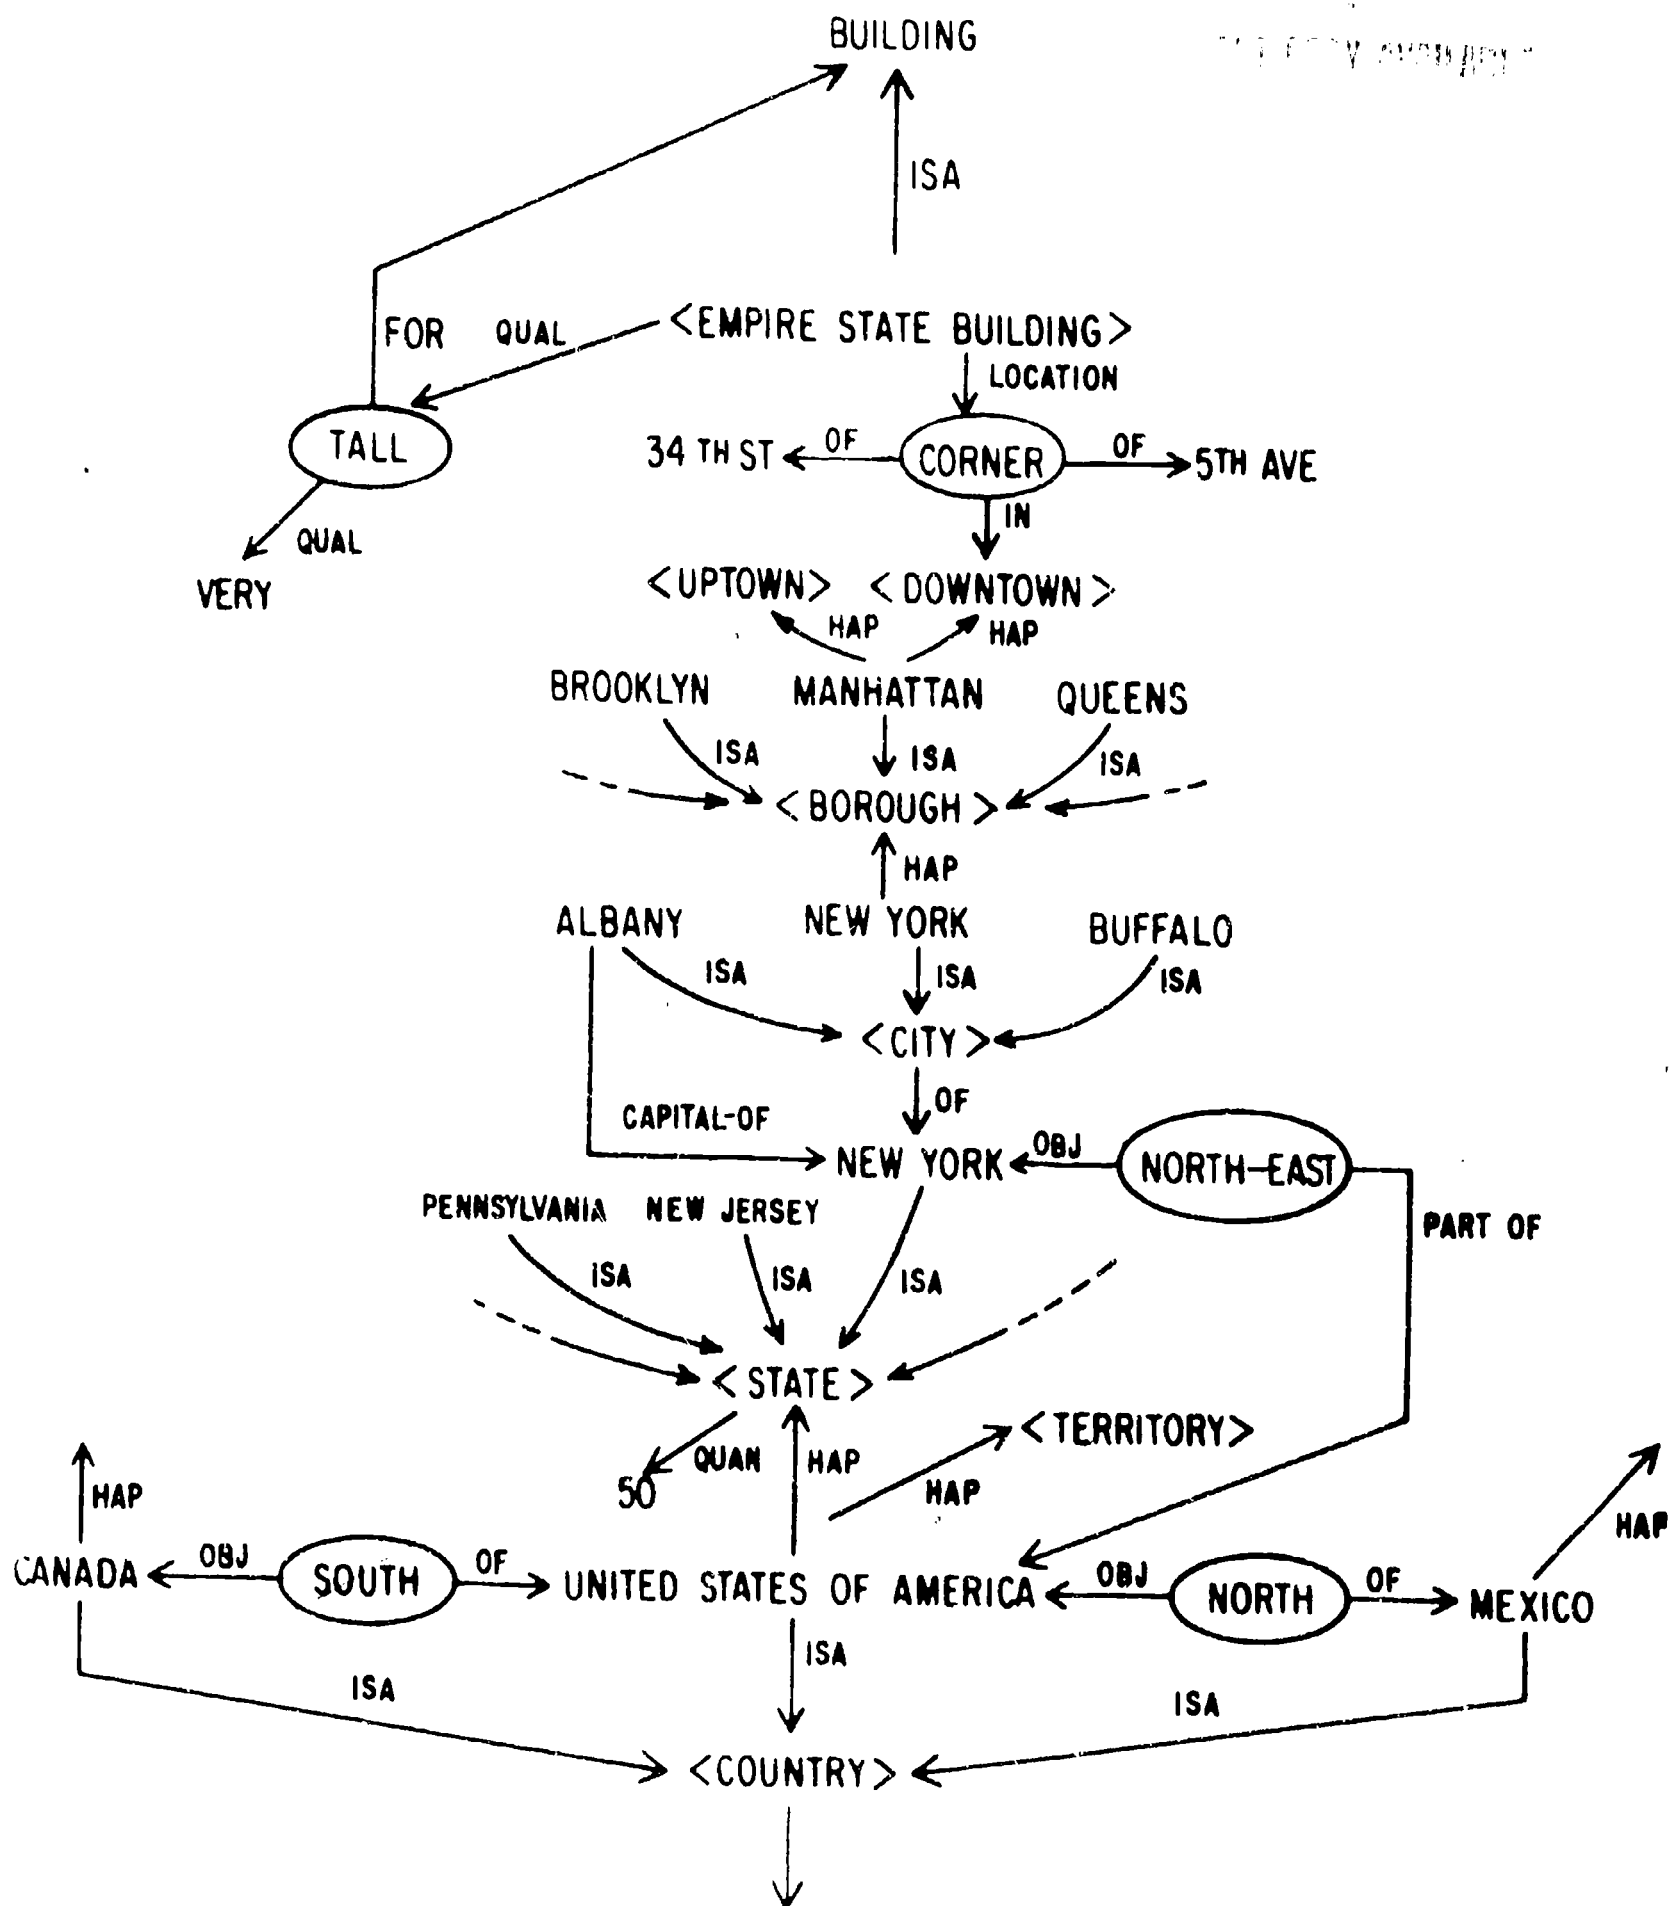 BUILDING
ISA
FOR QUAL <EMPIRE STATE BUILDING>
LOCATION
TALL 34 TH ST OF CORNER OF 5TH AVE
IN
QUAL
VERY <UPTOWN> <DOWNTOWN>
HAP HAP
BROOKLYN MANHATTAN QUEENS
ISA ISA ISA
<BOROUGH>
HAP
ALBANY NEW YORK BUFFALO
ISA ISA ISA
<CITY>
OF
CAPITAL-OF
NEW YORK OBJ NORTH-EAST
PENNSYLVANIA NEW JERSEY PART OF
ISA ISA ISA
<STATE>
<TERRITORY>
QUAN HAP
50 HAP
HAP HAP
CANADA OBJ SOUTH OF UNITED STATES OF AMERICA OBJ NORTH OF MEXICO
ISA
ISA ISA
<COUNTRY>